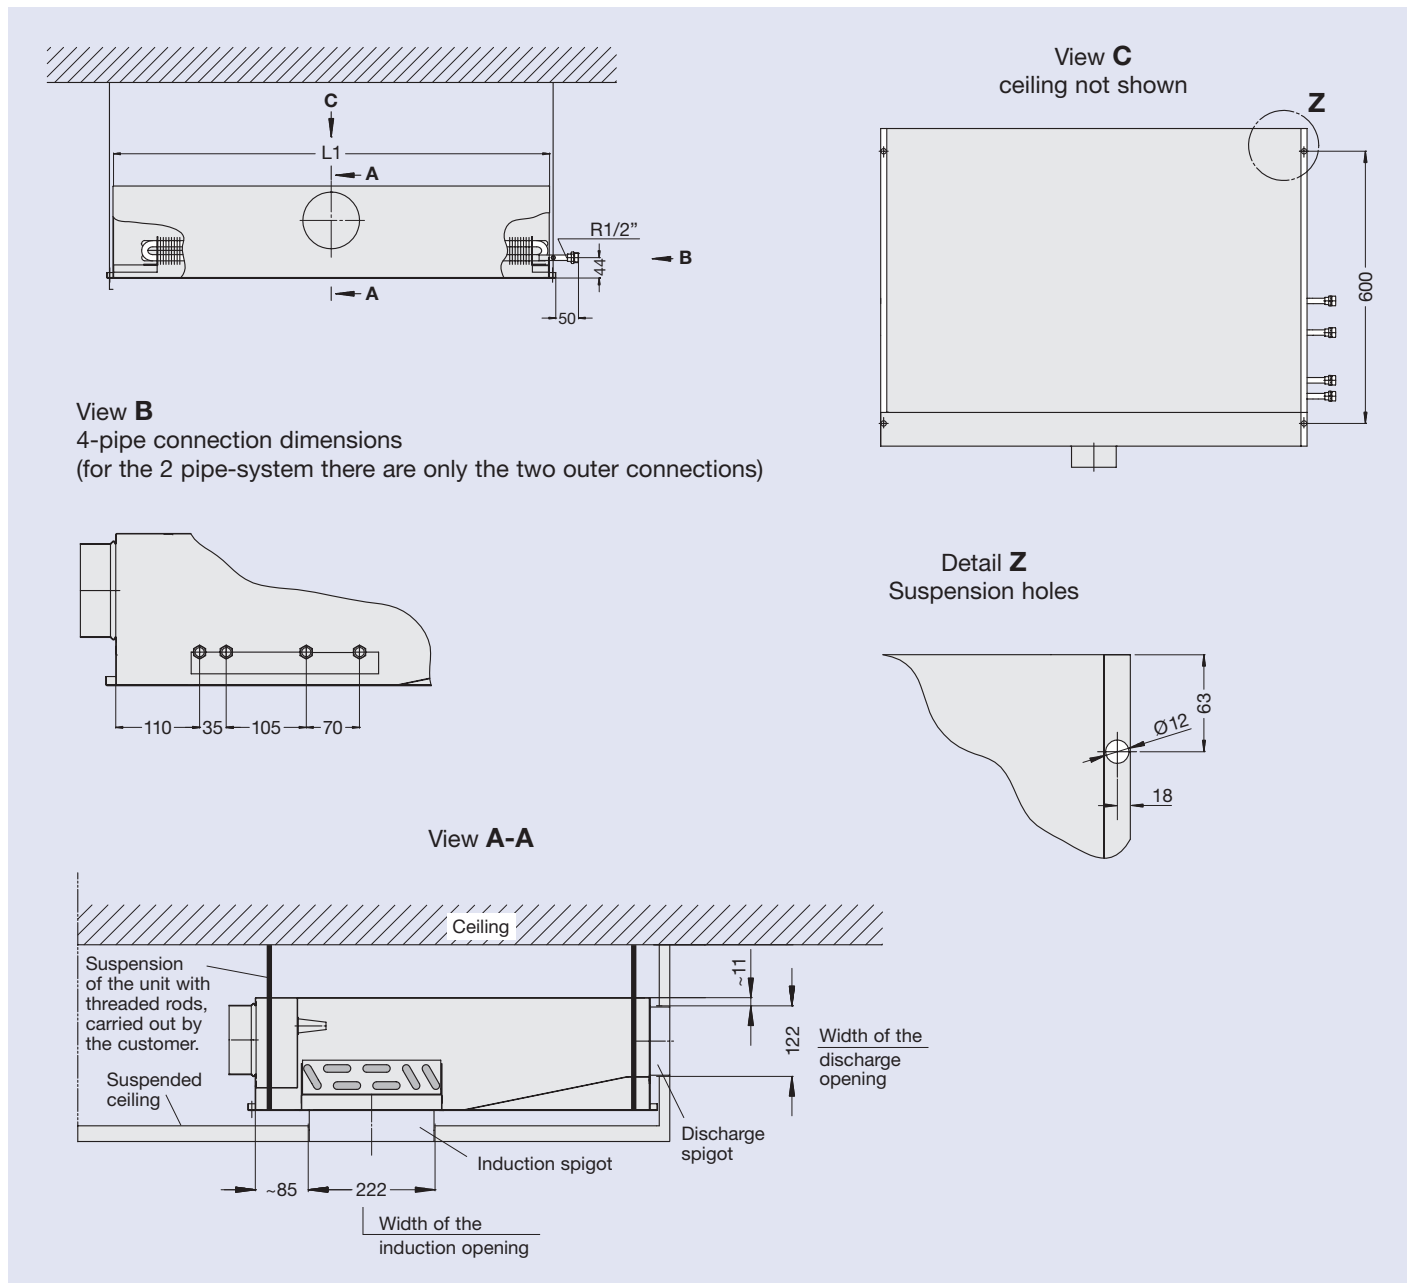 C
L1
A
R1/2”
B
44
A
50
View C
ceiling not shown
Z
600
View B
4-pipe connection dimensions
(for the 2 pipe-system there are only the two outer connections)
110
35
105
70
Detail Z
Suspension holes
63
Ø12
18
View A-A
Ceiling
Suspension
of the unit with
threaded rods,
carried out by
the customer.
Suspended
ceiling
~11
122
Width of the
discharge
opening
Discharge
spigot
Induction spigot
~85
222
Width of the
induction opening